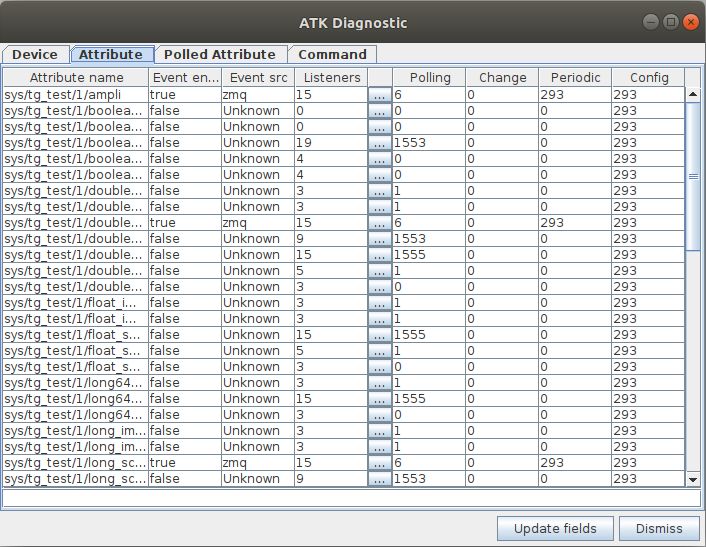 ATK Diagnostic
Device Attribute Polled Attribute Command
Attribute name Event en... Event src Listeners Polling Change Periodic Config
sys/tg_test/1/ampli true zmq 15 ... 6 0 293 293
sys/tg_test/1/boolea... false Unknown 0 ... 0 0 0 293
sys/tg_test/1/boolea... false Unknown 0 ... 0 0 0 293
sys/tg_test/1/boolea... false Unknown 19 ... 1553 0 0 293
sys/tg_test/1/boolea... false Unknown 4 ... 0 0 0 293
sys/tg_test/1/boolea... false Unknown 4 ... 0 0 0 293
sys/tg_test/1/double... false Unknown 3 ... 1 0 0 293
sys/tg_test/1/double... false Unknown 3 ... 1 0 0 293
sys/tg_test/1/double... true zmq 15 ... 6 0 293 293
sys/tg_test/1/double... false Unknown 9 ... 1553 0 0 293
sys/tg_test/1/double... false Unknown 15 ... 1555 0 0 293
sys/tg_test/1/double... false Unknown 5 ... 1 0 0 293
sys/tg_test/1/double... false Unknown 3 ... 0 0 0 293
sys/tg_test/1/float_i... false Unknown 3 ... 1 0 0 293
sys/tg_test/1/float_i... false Unknown 3 ... 1 0 0 293
sys/tg_test/1/float_s... false Unknown 15 ... 1555 0 0 293
sys/tg_test/1/float_s... false Unknown 5 ... 1 0 0 293
sys/tg_test/1/float_s... false Unknown 3 ... 0 0 0 293
sys/tg_test/1/long64... false Unknown 3 ... 1 0 0 293
sys/tg_test/1/long64... false Unknown 15 ... 1555 0 0 293
sys/tg_test/1/long64... false Unknown 3 ... 0 0 0 293
sys/tg_test/1/long_im... false Unknown 3 ... 1 0 0 293
sys/tg_test/1/long_im... false Unknown 3 ... 1 0 0 293
sys/tg_test/1/long_sc... true zmq 15 ... 6 0 293 293
sys/tg_test/1/long_sc... false Unknown 9 ... 1553 0 0 293
Update fields Dismiss